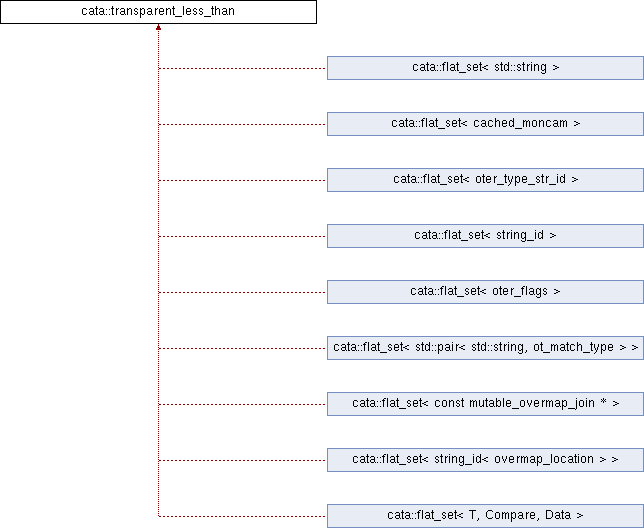 cata::transparent_less_than
cata::flat_set< std::string >
cata::flat_set< cached_moncam >
cata::flat_set< oter_type_str_id >
cata::flat_set< string_id >
cata::flat_set< oter_flags >
cata::flat_set< std::pair< std::string, ot_match_type > >
cata::flat_set< const mutable_overmap_join * >
cata::flat_set< string_id< overmap_location > >
cata::flat_set< T, Compare, Data >